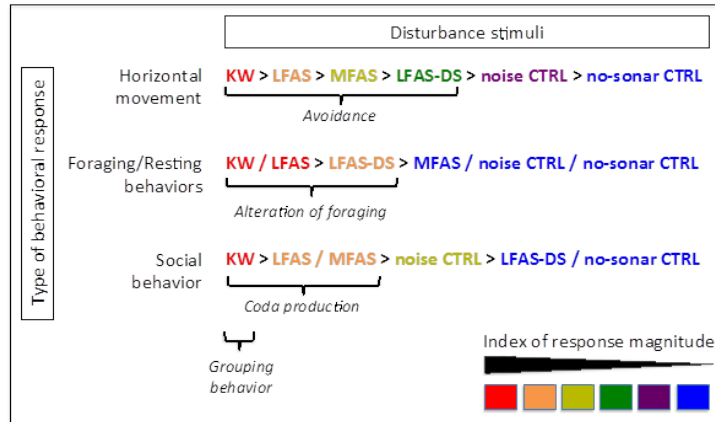 Disturbance stimuli
Type of behavioral response
Horizontal movement
KW > LFAS > MFAS > LFAS-DS > noise CTRL > no-sonar CTRL
Avoidance
Foraging/Resting behaviors
KW / LFAS > LFAS-DS > MFAS / noise CTRL / no-sonar CTRL
Alteration of foraging
Social behavior
KW > LFAS / MFAS > noise CTRL > LFAS-DS / no-sonar CTRL
Coda production
Grouping behavior
Index of response magnitude